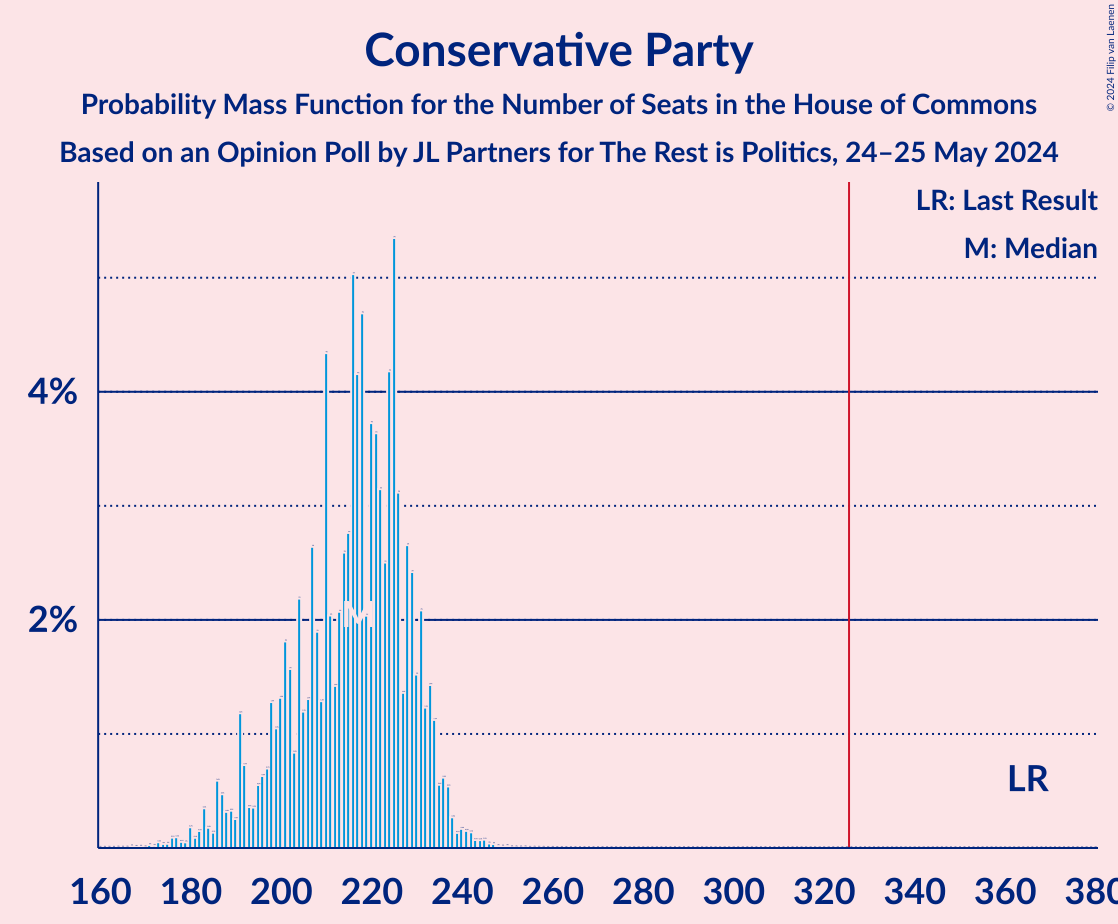 Conservative Party
Probability Mass Function for the Number of Seats in the House of Commons
Based on an Opinion Poll by JL Partners for The Rest is Politics, 24–25 May 2024
© 2024 Filip van Laenen
LR: Last Result
M: Median
4%
2%
M
LR
160 180 200 220 240 260 280 300 320 340 360 380